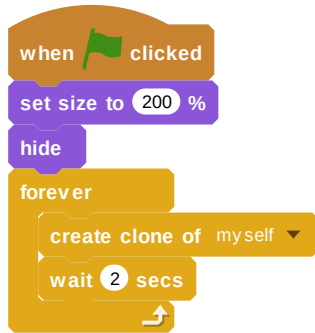 when clicked
set size to 200 %
hide
forever
create clone of myself
wait 2 secs